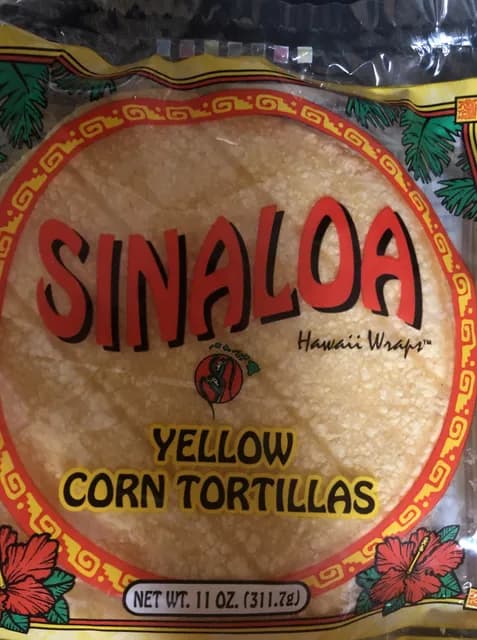 SINALOA
Hawaii Wraps™
YELLOW
CORN TORTILLAS
NET WT. 11 OZ. (311.7g)